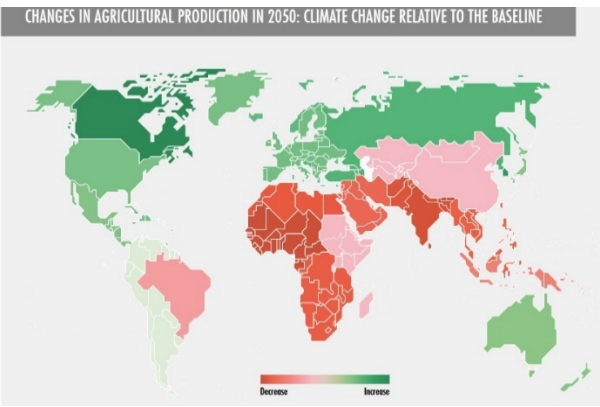 CHANGES IN AGRICULTURAL PRODUCTION IN 2050: CLIMATE CHANGE RELATIVE TO THE BASELINE
Decrease Increase